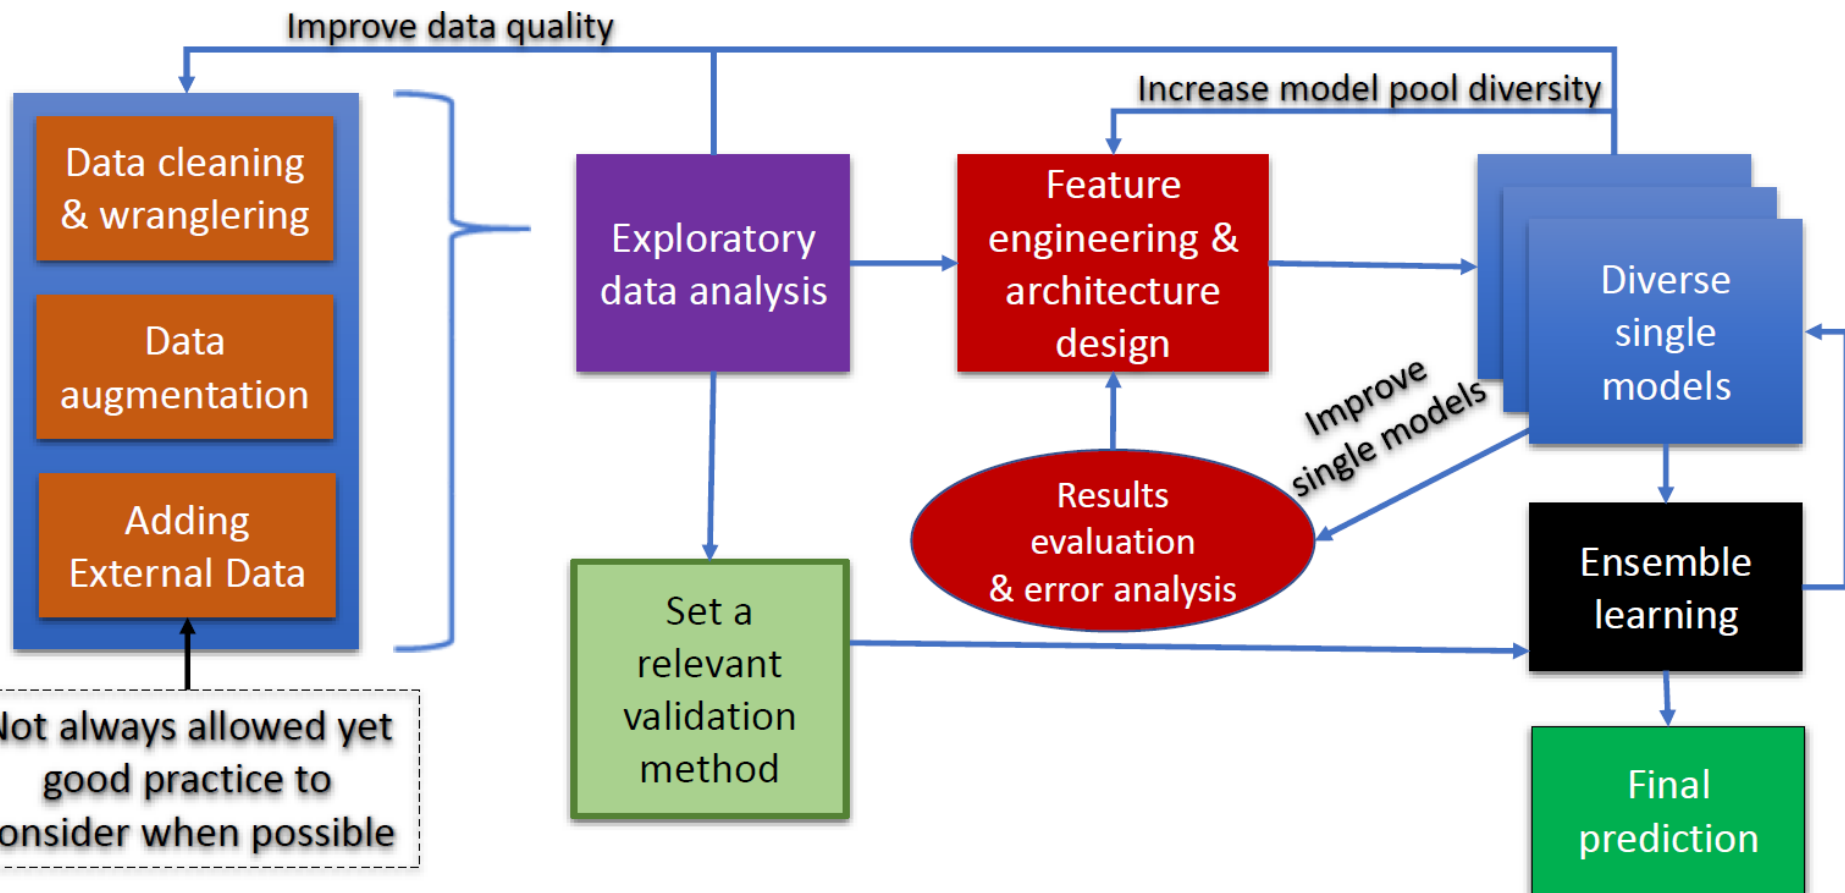 Improve data quality
Increase model pool diversity
Data cleaning
& wranglering
Data
augmentation
Adding
External Data
Not always allowed yet
good practice to
onsider when possible
Exploratory
data analysis
Feature
engineering &
architecture
design
Diverse
single
models
Improve
single models
Results
evaluation
& error analysis
Set a
relevant
validation
method
Ensemble
learning
Final
prediction